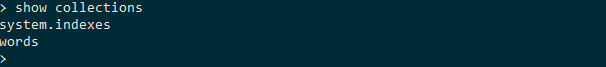 > show collections
system.indexes
words
>